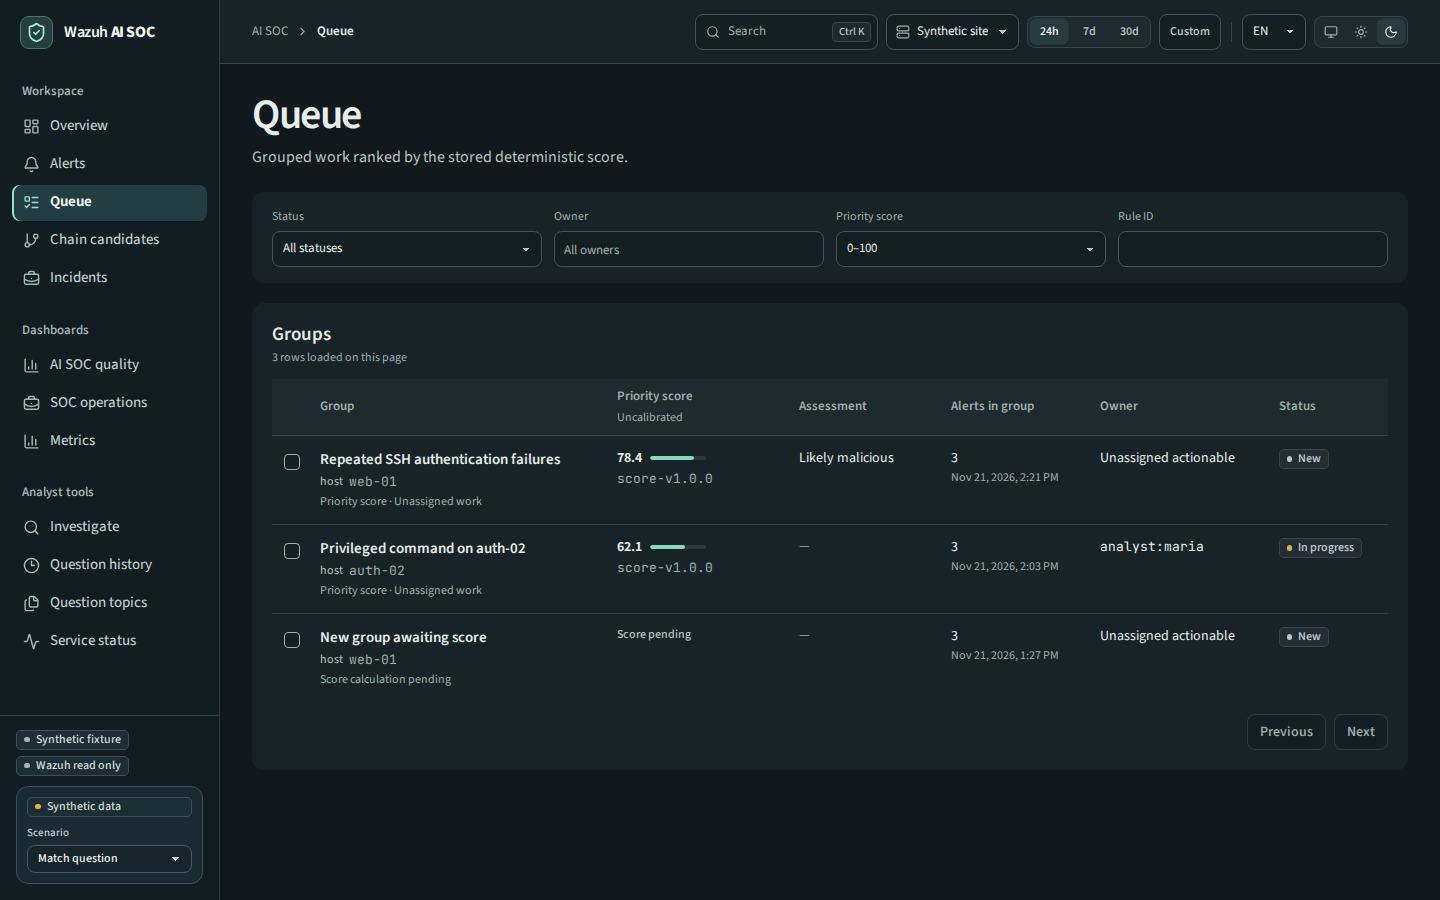 Wazuh AI SOC
AI SOC > Queue
Search
Ctrl K
Synthetic site
24h
7d
30d
Custom
EN
Workspace
Overview
Alerts
Queue
Chain candidates
Incidents
Dashboards
AI SOC quality
SOC operations
Metrics
Analyst tools
Investigate
Question history
Question topics
Service status
Synthetic fixture
Wazuh read only
Synthetic data
Scenario
Match question
Queue
Grouped work ranked by the stored deterministic score.
Status
Owner
Priority score
Rule ID
All statuses
All owners
0–100
Groups
3 rows loaded on this page
Group
Priority score
Uncalibrated
Assessment
Alerts in group
Owner
Status
Repeated SSH authentication failures
host web-01
Priority score · Unassigned work
78.4
score-v1.0.0
Likely malicious
3
Nov 21, 2026, 2:21 PM
Unassigned actionable
New
Privileged command on auth-02
host auth-02
Priority score · Unassigned work
62.1
score-v1.0.0
—
3
Nov 21, 2026, 2:03 PM
analyst:maria
In progress
New group awaiting score
host web-01
Score calculation pending
Score pending
—
3
Nov 21, 2026, 1:27 PM
Unassigned actionable
New
Previous
Next